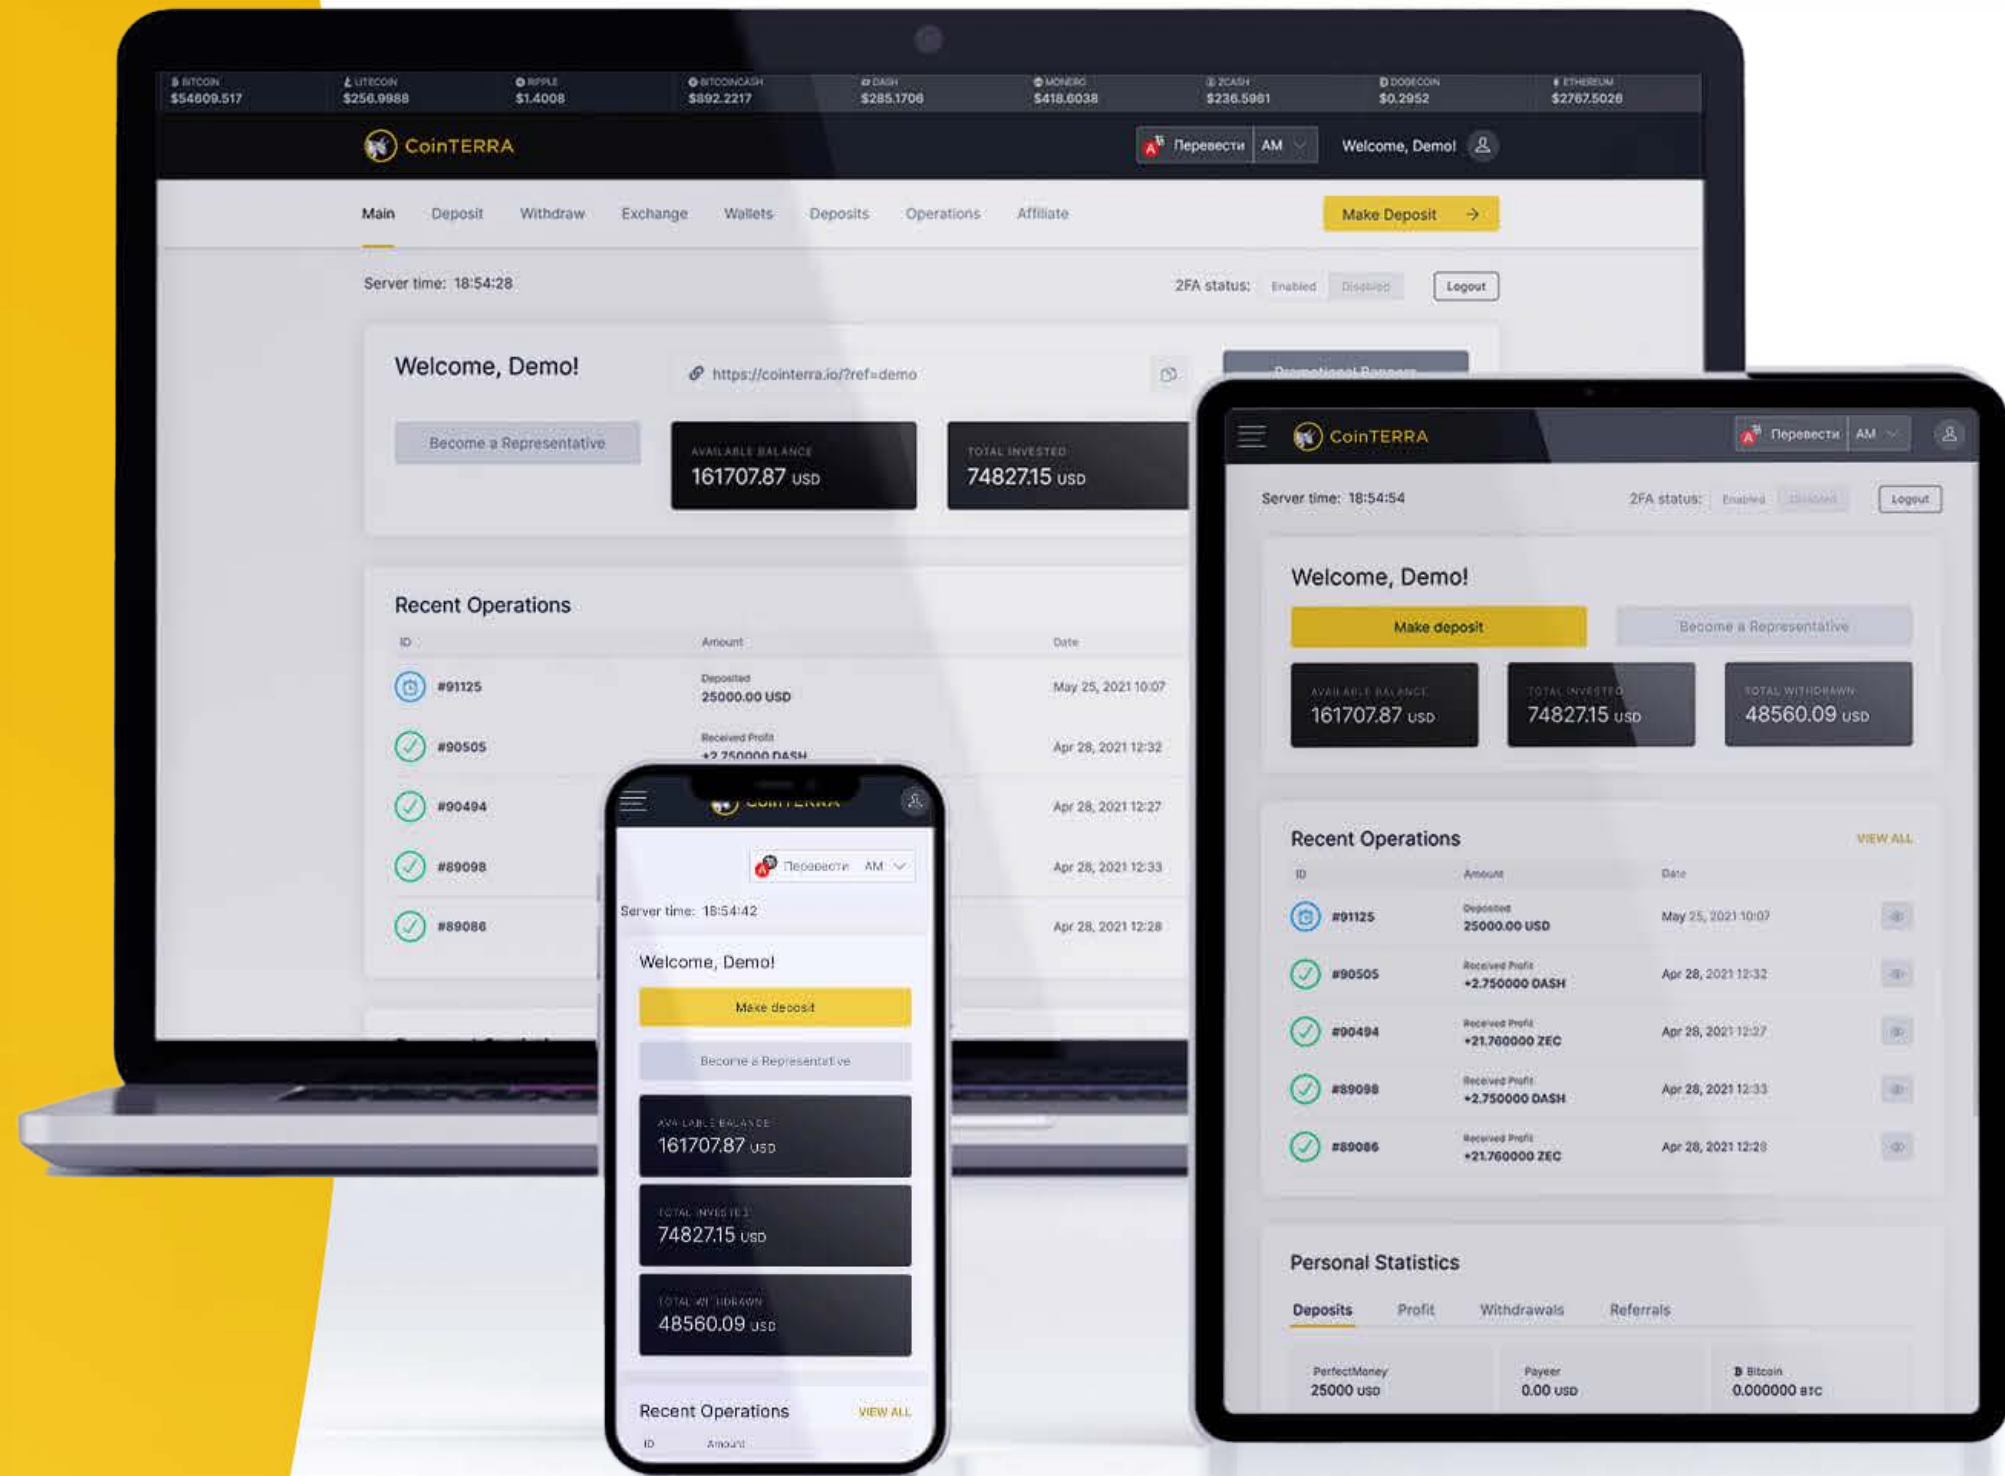 BITCOIN LITECOIN RIPPLE BITCOINCASH DASH MONERO ZCASH DOGECOIN ETHEREUM
$54609.517 $256.9988 $1.4008 $892.2217 $285.1706 $418.6038 $236.5961 $0.2952 $2767.5026
CoinTERRA Перевести AM Welcome, Demo!
Main Deposit Withdraw Exchange Wallets Deposits Operations Affiliate Make Deposit
Server time: 18:54:28 2FA status: Enabled Disabled Logout
Welcome, Demo! https://cointerra.io/?ref=demo
Become a Representative
AVAILABLE BALANCE TOTAL INVESTED
161707.87 USD 74827.15 USD
Recent Operations
ID Amount Date
#91125 Deposited May 25, 2021 10:07
25000.00 USD
#90505 Received Profit Apr 28, 2021 12:32
+2.750000 DASH
#90494 Apr 28, 2021 12:27
#89098 Apr 28, 2021 12:33
#89086 Apr 28, 2021 12:28
Перевести AM
Server time: 18:54:42
Welcome, Demo!
Make deposit
Become a Representative
AVAILABLE BALANCE
161707.87 USD
TOTAL INVESTED
74827.15 USD
TOTAL WITHDRAWN
48560.09 USD
Recent Operations VIEW ALL
ID Amount
CoinTERRA Перевести AM
Server time: 18:54:54 2FA status: Enabled Disabled Logout
Welcome, Demo!
Make deposit Become a Representative
AVAILABLE BALANCE TOTAL INVESTED TOTAL WITHDRAWN
161707.87 USD 74827.15 USD 48560.09 USD
Recent Operations VIEW ALL
ID Amount Date
#91125 Deposited May 25, 2021 10:07
25000.00 USD
#90505 Received Profit Apr 28, 2021 12:32
+2.750000 DASH
#90494 Received Profit Apr 28, 2021 12:27
+21.760000 ZEC
#89098 Received Profit Apr 28, 2021 12:33
+2.750000 DASH
#89086 Received Profit Apr 28, 2021 12:28
+21.760000 ZEC
Personal Statistics
Deposits Profit Withdrawals Referrals
PerfectMoney Payeer Bitcoin
25000 USD 0.00 USD 0.000000 BTC